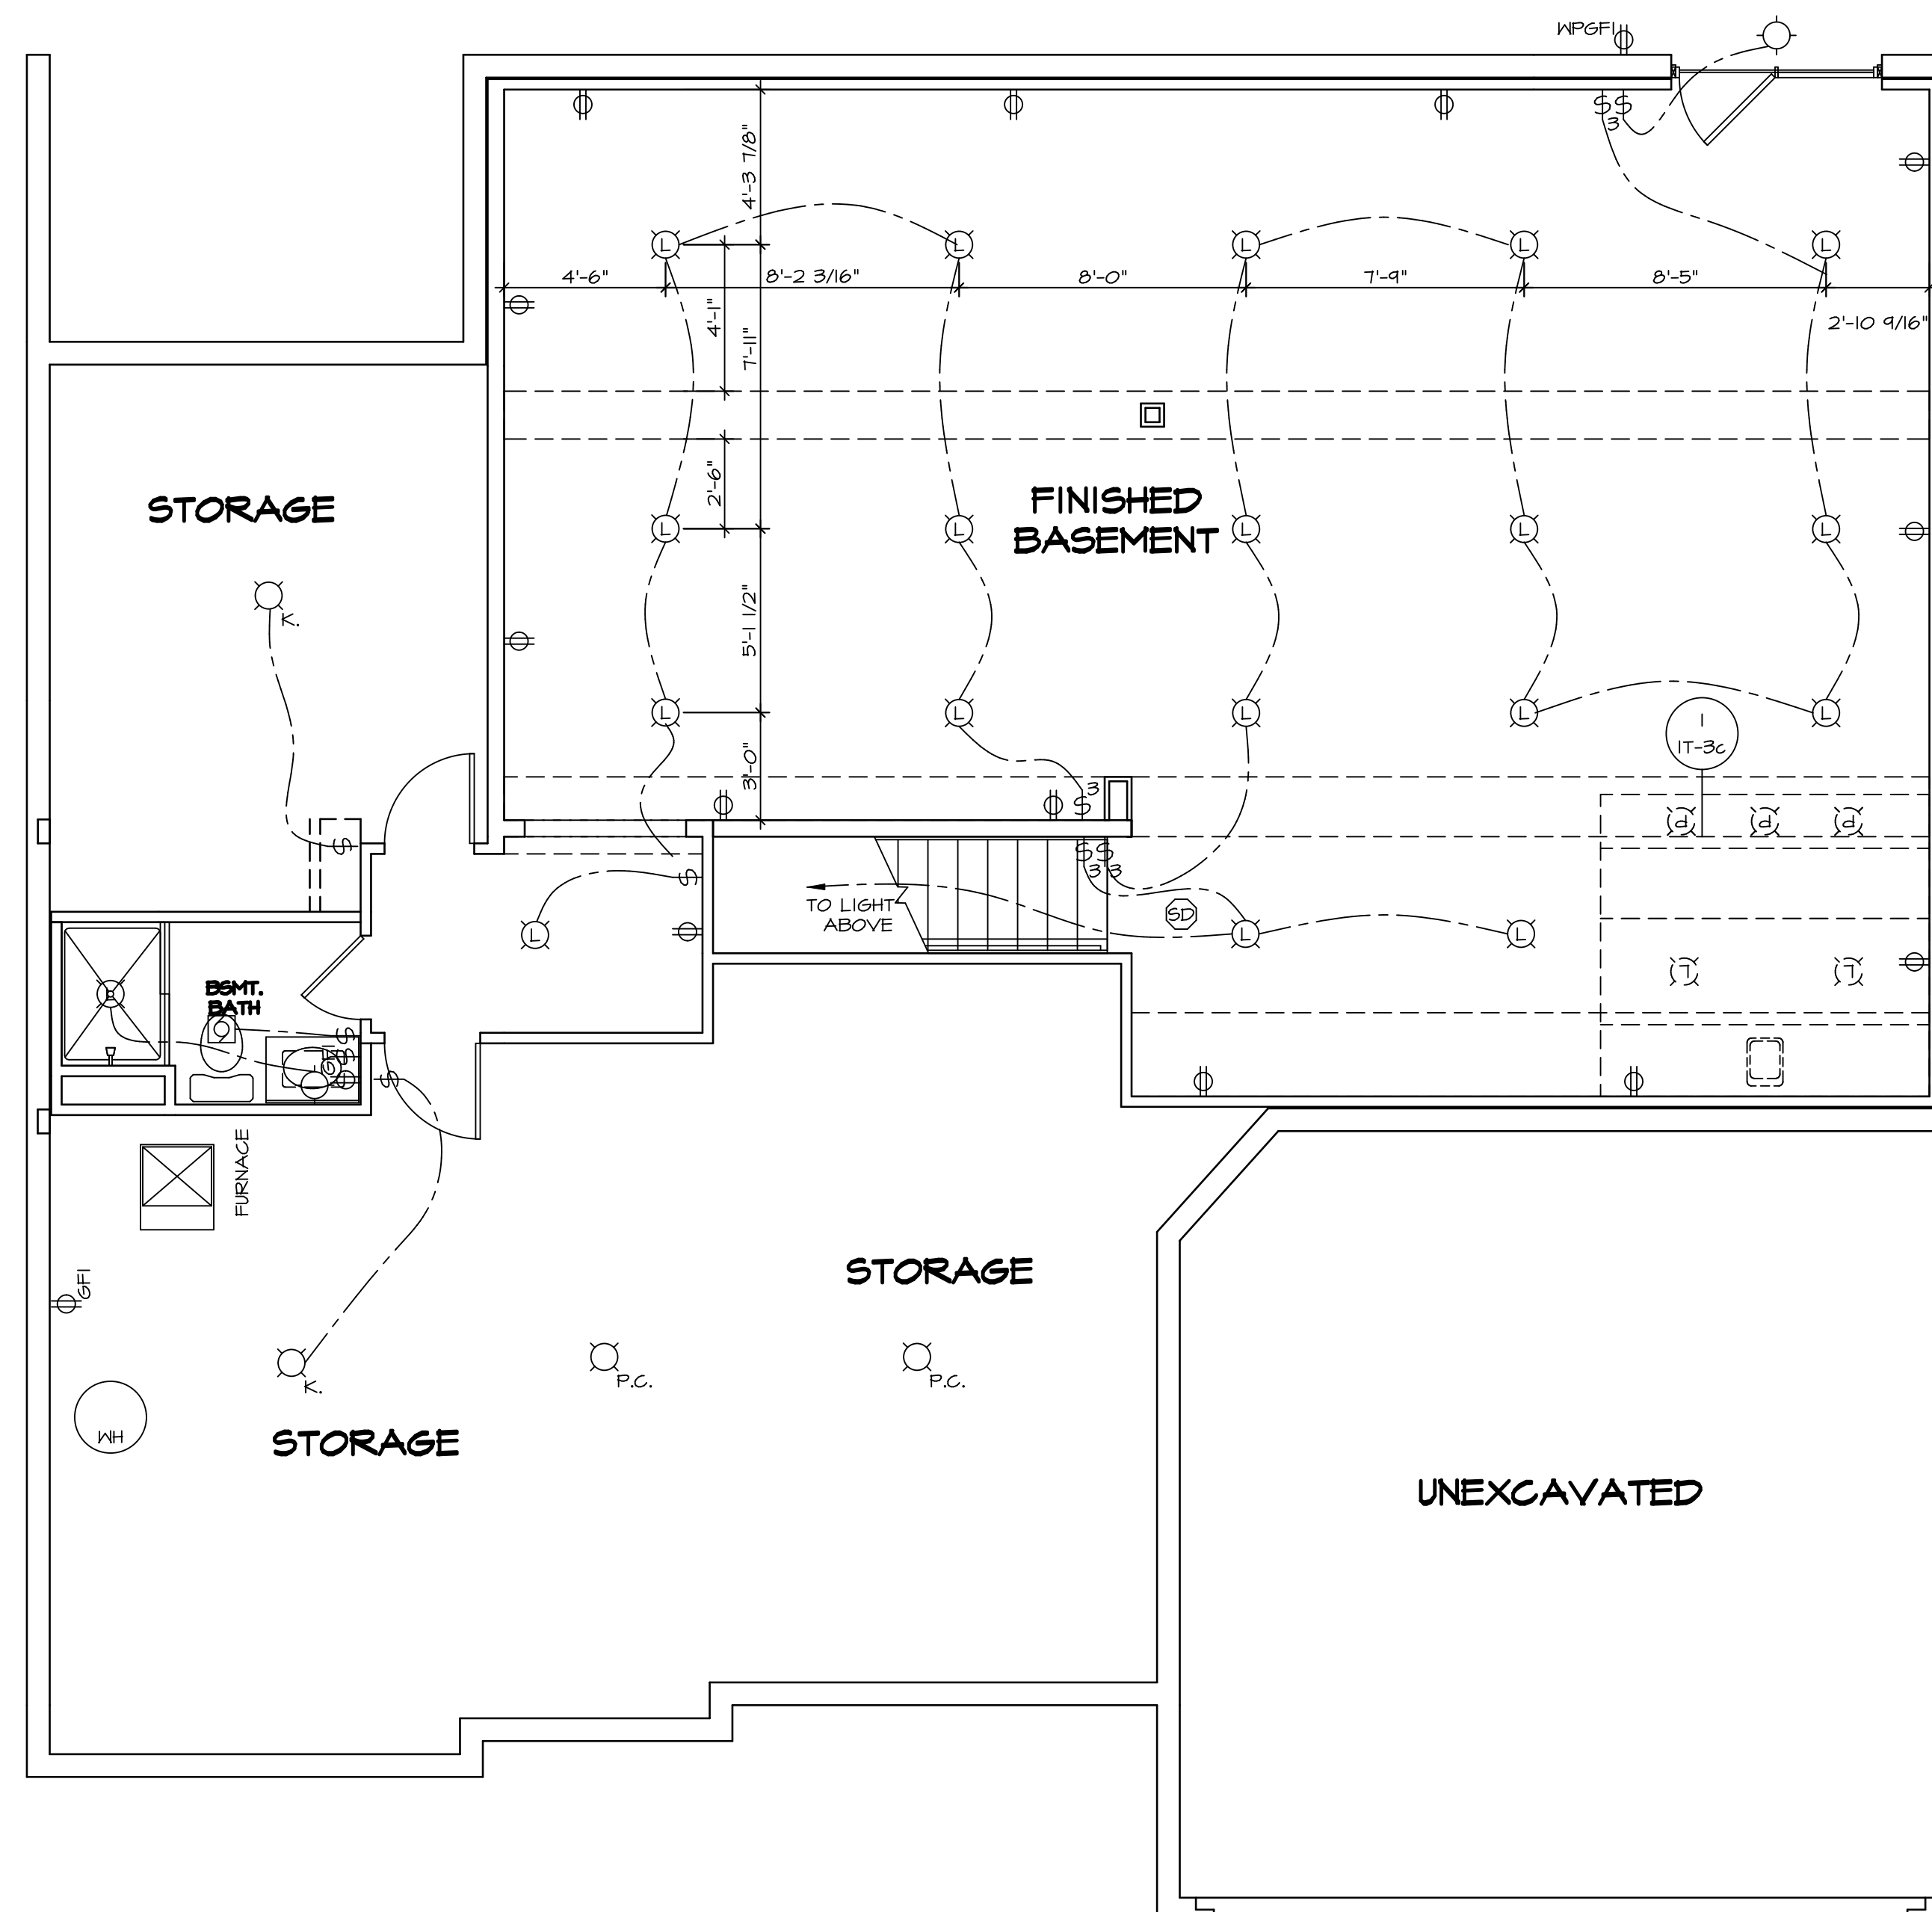 WPGFI
S S
3
4'-3 7/8"
L L L L L
4'-6" 8'-2 3/16" 8'-0" 7'-9" 8'-5"
2'-10 9/16"
4'-1"
7'-11"
2'-6"
STORAGE
FINISHED
BASEMENT
L L L L L
K.
5'-1 1/2"
L L L L L
1
IT-3c
3'-0"
S 3
P P P
S
S S
3 3
S
TO LIGHT
ABOVE
SD
L
L L
T T
BSMT.
BATH
S
S
GFI
S
FURNACE
GFI
STORAGE
K.
P.C.
P.C.
WH
STORAGE
UNEXCAVATED